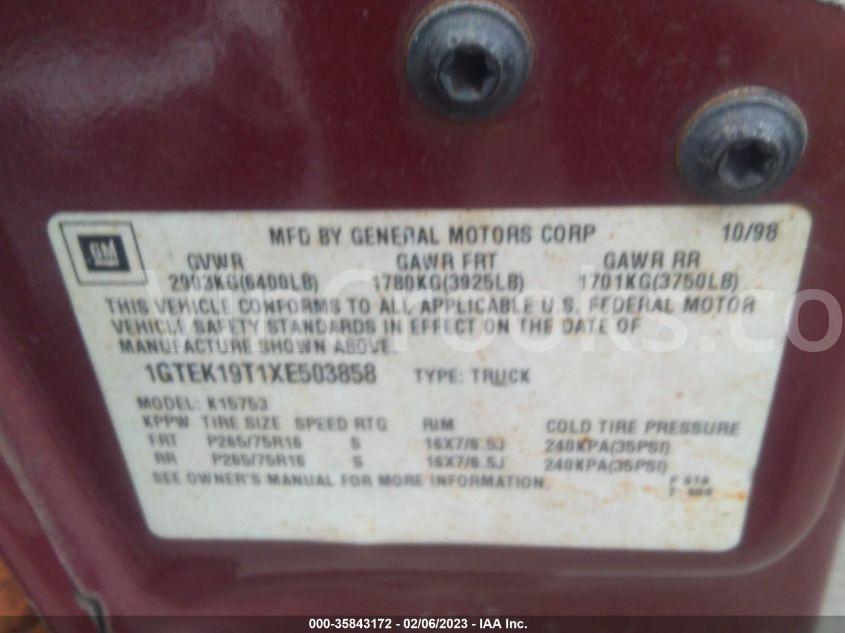 MFD BY GENERAL MOTORS CORP 10/98
GM
GVWR GAWR FRT GAWR RR
2903KG(6400LB) 1780KG(3925LB) 1701KG(3750LB)
THIS VEHICLE CONFORMS TO ALL APPLICABLE U.S. FEDERAL MOTOR
VEHICLE SAFETY STANDARDS IN EFFECT ON THE DATE OF
MANUFACTURE SHOWN ABOVE.
1GTEK19T1XE503858 TYPE: TRUCK
MODEL: K15753
KPPW TIRE SIZE SPEED RTG RIM COLD TIRE PRESSURE
FRT P265/75R16 S 16X7/6.5J 240KPA(35PSI)
RR P265/75R16 S 16X7/6.5J 240KPA(35PSI)
SEE OWNER'S MANUAL FOR MORE INFORMATION.
000-35843172 - 02/06/2023 - IAA Inc.